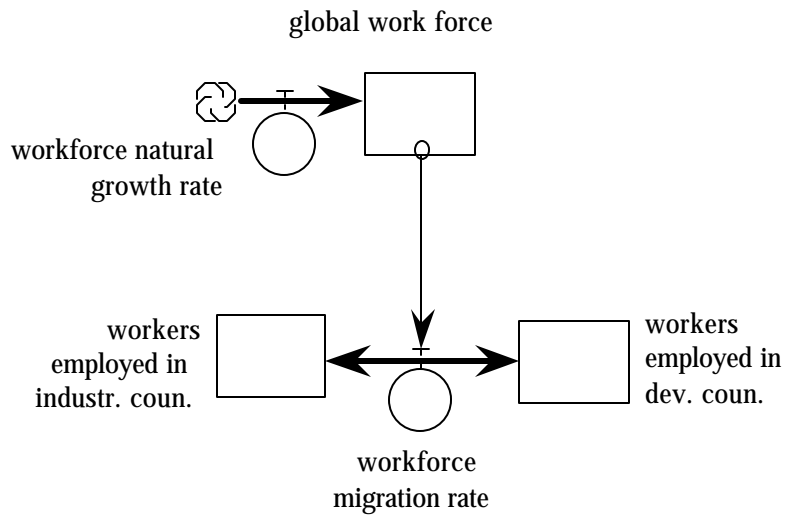 global work force
workforce natural
growth rate
workers
employed in
industr. coun.
workers
employed in
dev. coun.
workforce
migration rate